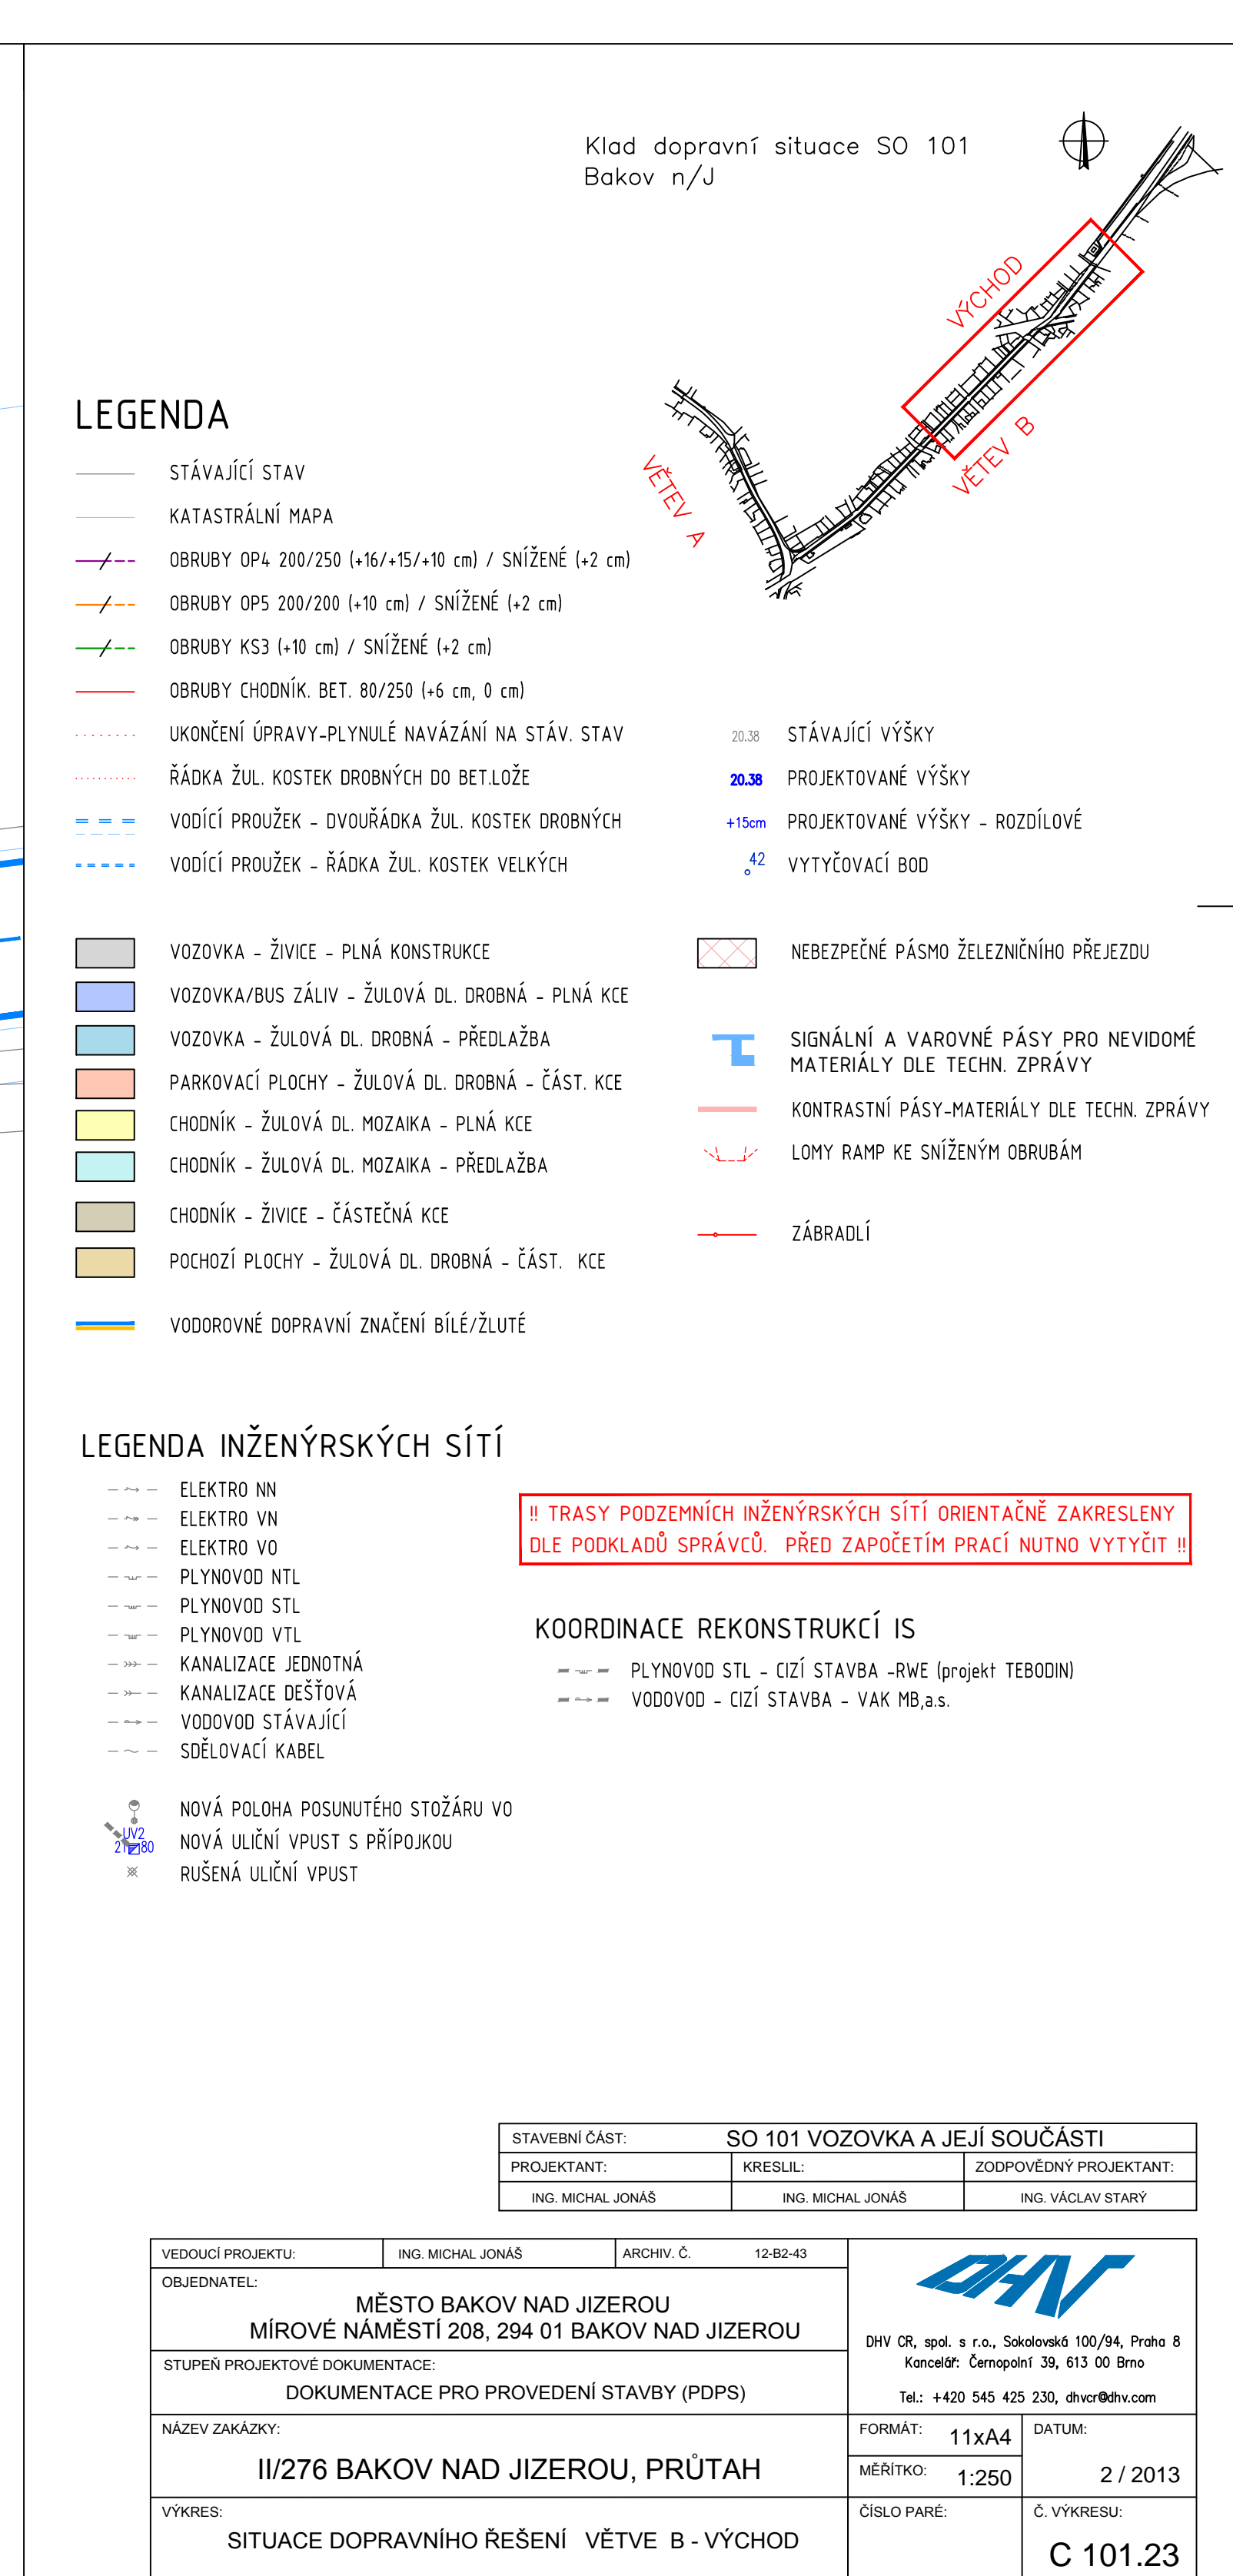 Klad dopravní situace SO 101
Bakov n/J
VÝCHOD
VĚTEV B
VĚTEV A
LEGENDA
STÁVAJÍCÍ STAV
KATASTRÁLNÍ MAPA
OBRUBY OP4 200/250 (+16/+15/+10 cm) / SNÍŽENÉ (+2 cm)
OBRUBY OP5 200/200 (+10 cm) / SNÍŽENÉ (+2 cm)
OBRUBY KS3 (+10 cm) / SNÍŽENÉ (+2 cm)
OBRUBY CHODNÍK. BET. 80/250 (+6 cm, 0 cm)
UKONČENÍ ÚPRAVY-PLYNULÉ NAVÁZÁNÍ NA STÁV. STAV
ŘÁDKA ŽUL. KOSTEK DROBNÝCH DO BET.LOŽE
VODÍCÍ PROUŽEK - DVOUŘÁDKA ŽUL. KOSTEK DROBNÝCH
VODÍCÍ PROUŽEK - ŘÁDKA ŽUL. KOSTEK VELKÝCH
20.38 STÁVAJÍCÍ VÝŠKY
20.38 PROJEKTOVANÉ VÝŠKY
+15cm PROJEKTOVANÉ VÝŠKY - ROZDÍLOVÉ
42 VYTYČOVACÍ BOD
VOZOVKA - ŽIVICE - PLNÁ KONSTRUKCE
VOZOVKA/BUS ZÁLIV - ŽULOVÁ DL. DROBNÁ - PLNÁ KCE
VOZOVKA - ŽULOVÁ DL. DROBNÁ - PŘEDLAŽBA
PARKOVACÍ PLOCHY - ŽULOVÁ DL. DROBNÁ - ČÁST. KCE
CHODNÍK - ŽULOVÁ DL. MOZAIKA - PLNÁ KCE
CHODNÍK - ŽULOVÁ DL. MOZAIKA - PŘEDLAŽBA
CHODNÍK - ŽIVICE - ČÁSTEČNÁ KCE
POCHOZÍ PLOCHY - ŽULOVÁ DL. DROBNÁ - ČÁST. KCE
VODOROVNÉ DOPRAVNÍ ZNAČENÍ BÍLÉ/ŽLUTÉ
NEBEZPEČNÉ PÁSMO ŽELEZNIČNÍHO PŘEJEZDU
SIGNÁLNÍ A VAROVNÉ PÁSY PRO NEVIDOMÉ
MATERIÁLY DLE TECHN. ZPRÁVY
KONTRASTNÍ PÁSY-MATERIÁLY DLE TECHN. ZPRÁVY
LOMY RAMP KE SNÍŽENÝM OBRUBÁM
ZÁBRADLÍ
LEGENDA INŽENÝRSKÝCH SÍTÍ
ELEKTRO NN
ELEKTRO VN
ELEKTRO VO
PLYNOVOD NTL
PLYNOVOD STL
PLYNOVOD VTL
KANALIZACE JEDNOTNÁ
KANALIZACE DEŠŤOVÁ
VODOVOD STÁVAJÍCÍ
SDĚLOVACÍ KABEL
NOVÁ POLOHA POSUNUTÉHO STOŽÁRU VO
UV2
NOVÁ ULIČNÍ VPUST S PŘÍPOJKOU
RUŠENÁ ULIČNÍ VPUST
!! TRASY PODZEMNÍCH INŽENÝRSKÝCH SÍTÍ ORIENTAČNĚ ZAKRESLENY
DLE PODKLADŮ SPRÁVCŮ. PŘED ZAPOČETÍM PRACÍ NUTNO VYTYČIT !!
KOORDINACE REKONSTRUKCÍ IS
PLYNOVOD STL - CIZÍ STAVBA -RWE (projekt TEBODIN)
VODOVOD - CIZÍ STAVBA - VAK MB,a.s.
STAVEBNÍ ČÁST: SO 101 VOZOVKA A JEJÍ SOUČÁSTI
PROJEKTANT: KRESLIL: ZODPOVĚDNÝ PROJEKTANT:
ING. MICHAL JONÁŠ ING. MICHAL JONÁŠ ING. VÁCLAV STARÝ
VEDOUCÍ PROJEKTU: ING. MICHAL JONÁŠ ARCHIV. Č. 12-B2-43
OBJEDNATEL:
MĚSTO BAKOV NAD JIZEROU
MÍROVÉ NÁMĚSTÍ 208, 294 01 BAKOV NAD JIZEROU
STUPEŇ PROJEKTOVÉ DOKUMENTACE:
DOKUMENTACE PRO PROVEDENÍ STAVBY (PDPS)
DHV
DHV CR, spol. s r.o., Sokolovská 100/94, Praha 8
Kancelář: Černopolní 39, 613 00 Brno
Tel.: +420 545 425 230, dhvcr@dhv.com
NÁZEV ZAKÁZKY:
II/276 BAKOV NAD JIZEROU, PRŮTAH
FORMÁT: 11xA4
DATUM:
MĚŘÍTKO: 1:250
2 / 2013
VÝKRES:
SITUACE DOPRAVNÍHO ŘEŠENÍ VĚTVE B - VÝCHOD
ČÍSLO PARÉ:
Č. VÝKRESU:
C 101.23